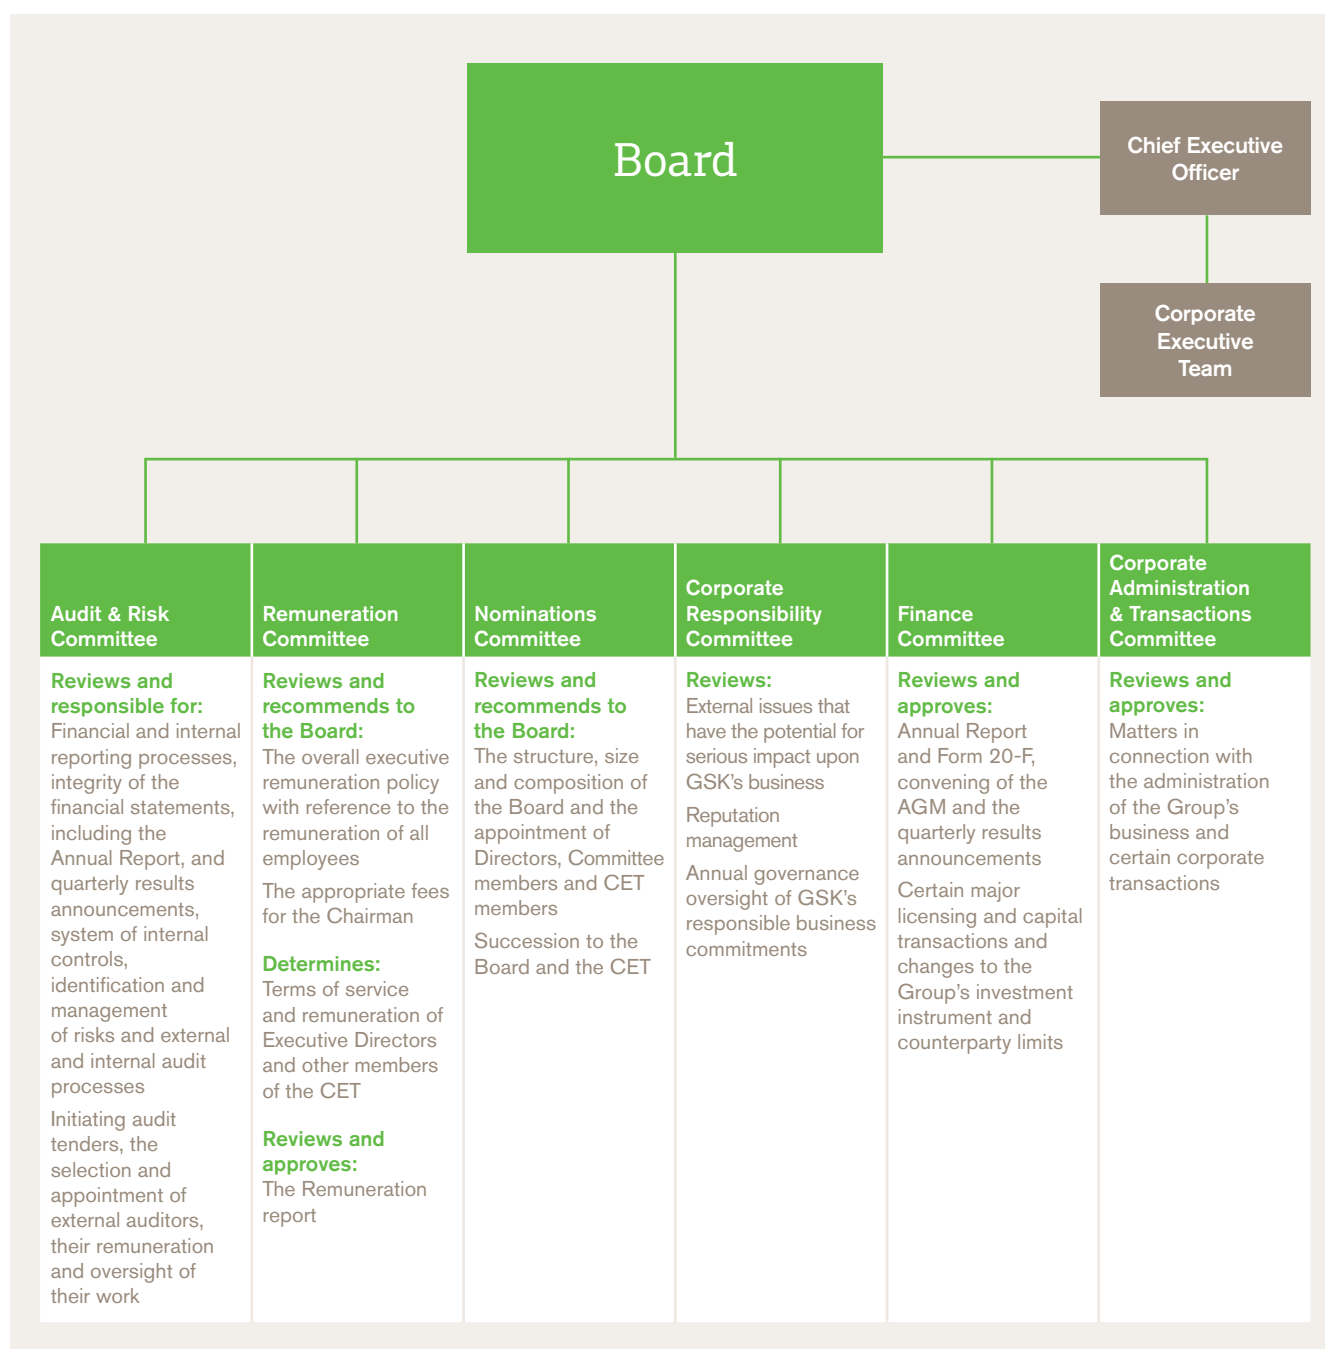 Board
Chief Executive
Officer
Corporate
Executive
Team
Audit & Risk
Committee
Reviews and
responsible for:
Financial and internal
reporting processes,
integrity of the
financial statements,
including the
Annual Report, and
quarterly results
announcements,
system of internal
controls,
identification and
management
of risks and external
and internal audit
processes
Initiating audit
tenders, the
selection and
appointment of
external auditors,
their remuneration
and oversight of
their work
Remuneration
Committee
Reviews and
recommends to
the Board:
The overall executive
remuneration policy
with reference to the
remuneration of all
employees
The appropriate fees
for the Chairman
Determines:
Terms of service
and remuneration of
Executive Directors
and other members
of the CET
Reviews and
approves:
The Remuneration
report
Nominations
Committee
Reviews and
recommends to
the Board:
The structure, size
and composition of
the Board and the
appointment of
Directors, Committee
members and CET
members
Succession to the
Board and the CET
Corporate
Responsibility
Committee
Reviews:
External issues that
have the potential for
serious impact upon
GSK's business
Reputation
management
Annual governance
oversight of GSK's
responsible business
commitments
Finance
Committee
Reviews and
approves:
Annual Report
and Form 20-F,
convening of the
AGM and the
quarterly results
announcements
Certain major
licensing and capital
transactions and
changes to the
Group's investment
instrument and
counterparty limits
Corporate
Administration
& Transactions
Committee
Reviews and
approves:
Matters in
connection with
the administration
of the Group's
business and
certain corporate
transactions